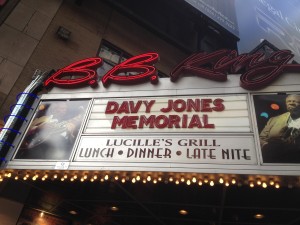 B.B. King
DAVY JONES
MEMORIAL
LUCILLE'S GRILL
LUNCH • DINNER • LATE NITE